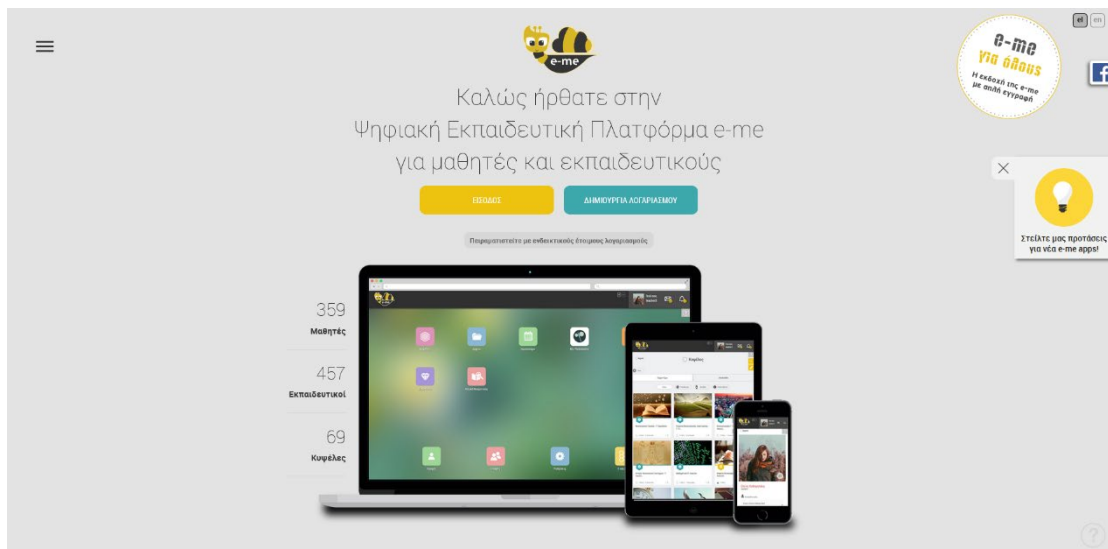 el en
e-me
e-me
για όλους
Η εκδοχή της e-me
με απλή εγγραφή
Καλώς ήρθατε στην
Ψηφιακή Εκπαιδευτική Πλατφόρμα e-me
για μαθητές και εκπαιδευτικούς
ΕΙΣΟΔΟΣ
ΔΗΜΙΟΥΡΓΙΑ ΛΟΓΑΡΙΑΣΜΟΥ
Πειραματιστείτε με ενδεικτικούς έτοιμους λογαριασμούς
Στείλτε μας προτάσεις
για νέα e-me apps!
359
Μαθητές
457
Εκπαιδευτικοί
69
Κυψέλες